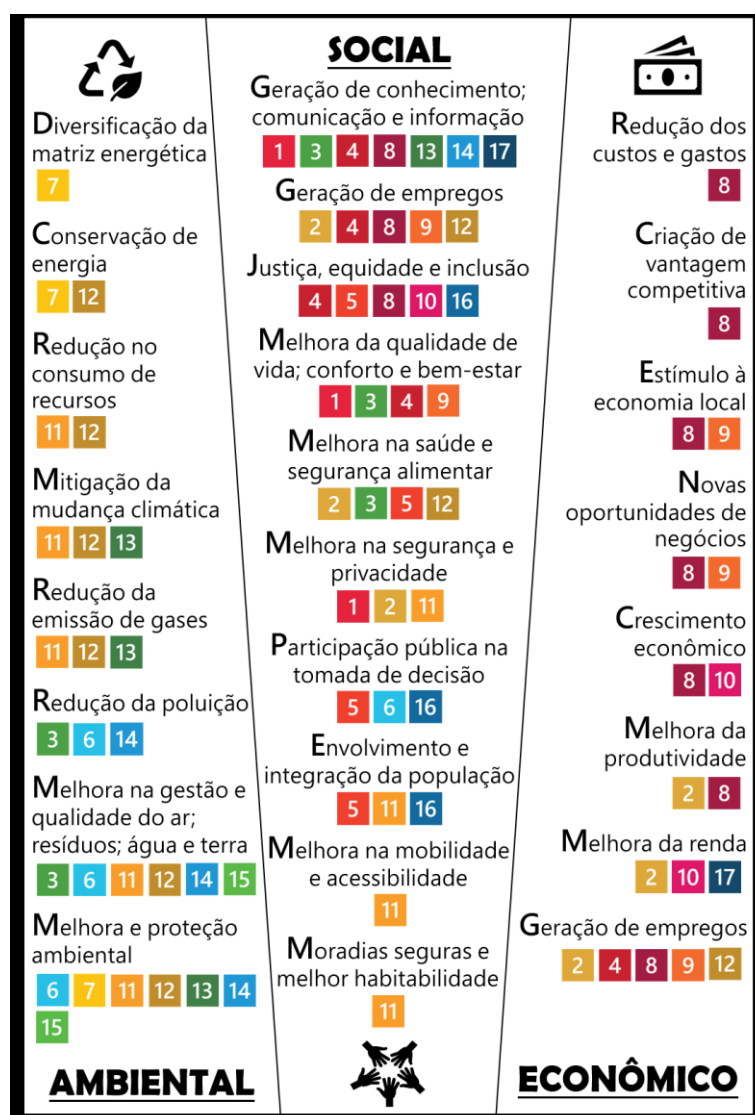 Diversificação da
matriz energética
7
Conservação de
energia
7 12
Redução no
consumo de
recursos
11 12
Mitigação da
mudança climática
11 12 13
Redução da
emissão de gases
11 12 13
Redução da poluição
3 6 14
Melhora na gestão e
qualidade do ar;
resíduos; água e terra
3 6 11 12 14 15
Melhora e proteção
ambiental
6 7 11 12 13 14
15
AMBIENTAL
SOCIAL
Geração de conhecimento;
comunicação e informação
1 3 4 8 13 14 17
Geração de empregos
2 4 8 9 12
Justiça, equidade e inclusão
4 5 8 10 16
Melhora da qualidade de
vida; conforto e bem-estar
1 3 4 9
Melhora na saúde e
segurança alimentar
2 3 5 12
Melhora na segurança e
privacidade
1 2 11
Participação pública na
tomada de decisão
5 6 16
Envolvimento e
integração da população
5 11 16
Melhora na mobilidade
e acessibilidade
11
Moradias seguras e
melhor habitabilidade
11
Redução dos
custos e gastos
8
Criação de
vantagem
competitiva
8
Estímulo à
economia local
8 9
Novas
oportunidades de
negócios
8 9
Crescimento
econômico
8 10
Melhora da
produtividade
2 8
Melhora da renda
2 10 17
Geração de empregos
2 4 8 9 12
ECONÔMICO